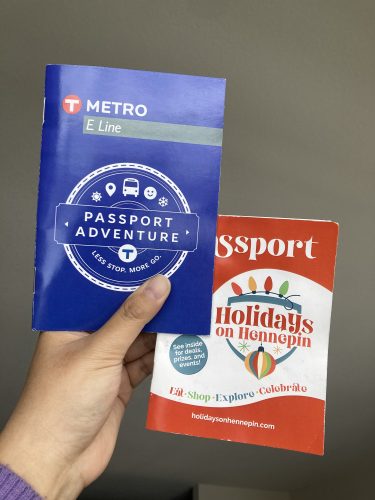 T METRO
E Line
PASSPORT
ADVENTURE
T
LESS STOP. MORE GO.
ssport
Holidays
on Hennepin
See inside
for deals,
prizes, and
events!
Eat • Shop • Explore • Celebrate
holidaysonhennepin.com